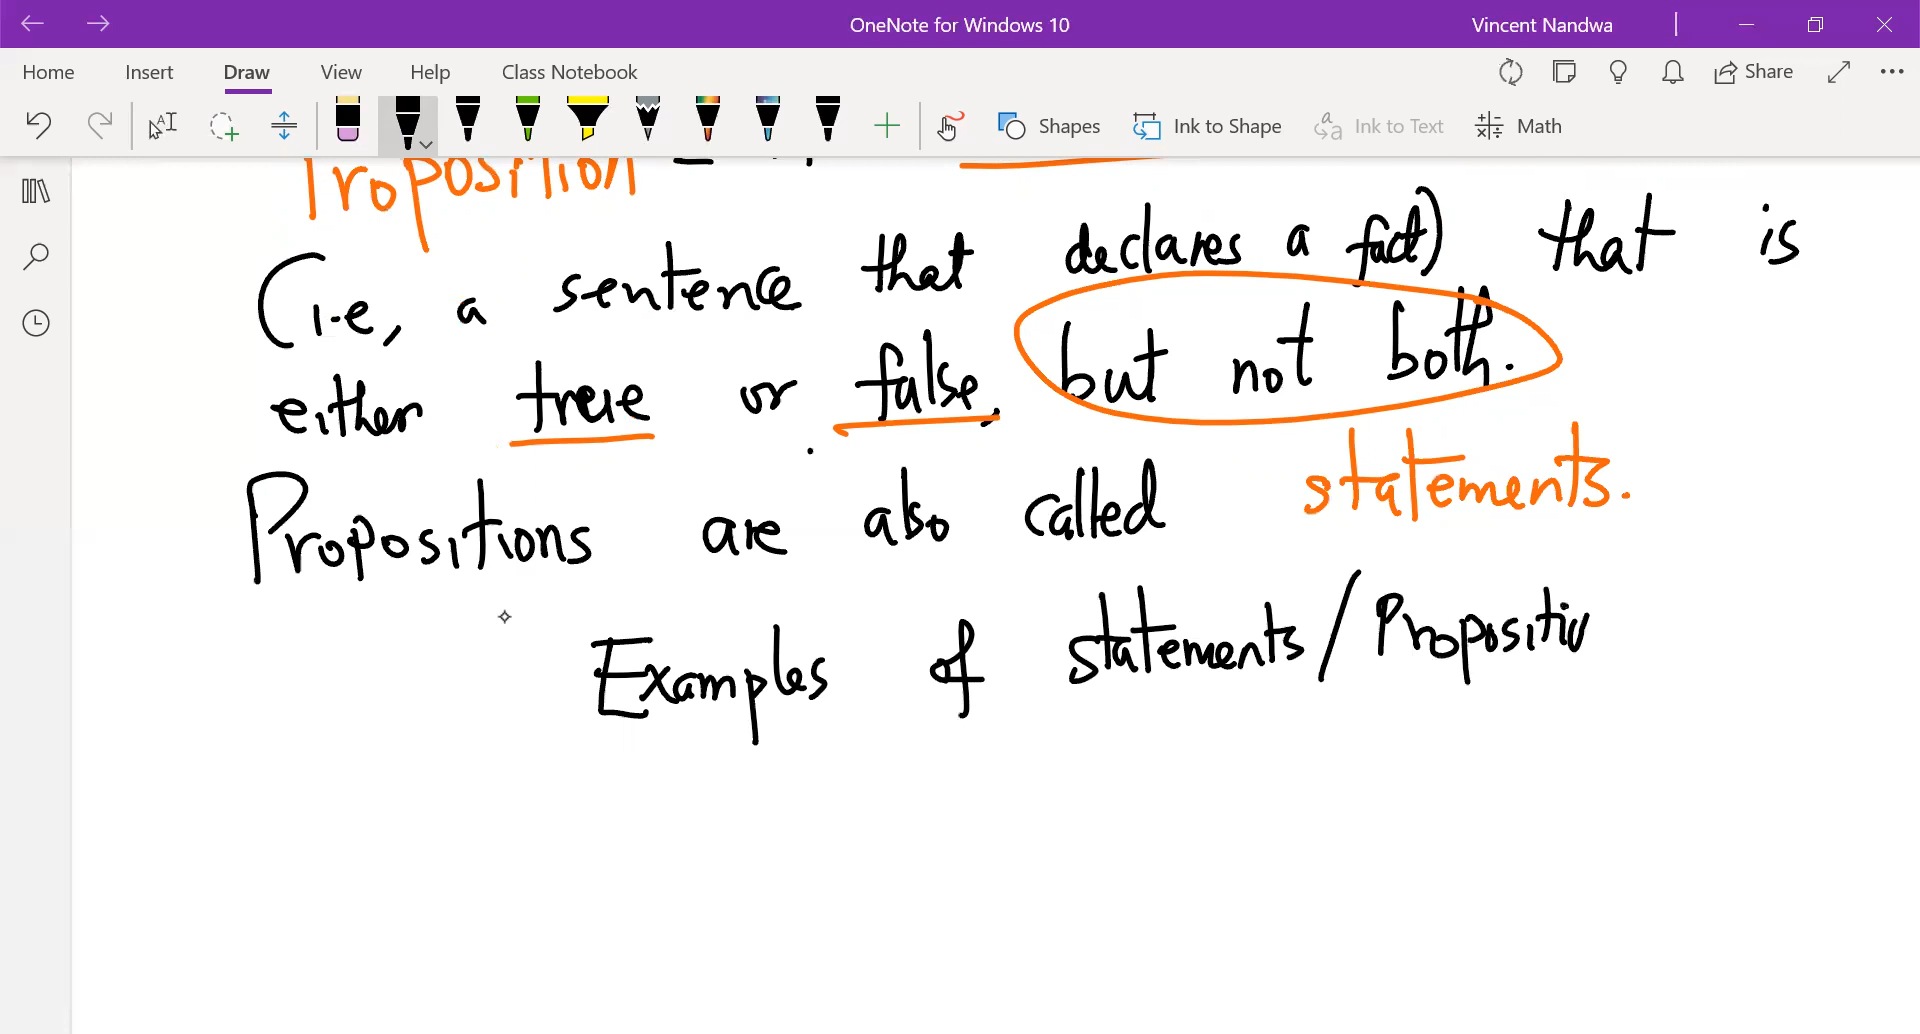 OneNote for Windows 10
Vincent Nandwa
Home Insert Draw View Help Class Notebook
Share
Shapes Ink to Shape Ink to Text Math
Proposition
(i.e, a sentence that declares a fact) that is
either true or false, but not both.
Propositions are also called statements.
Examples of statements/Propositio